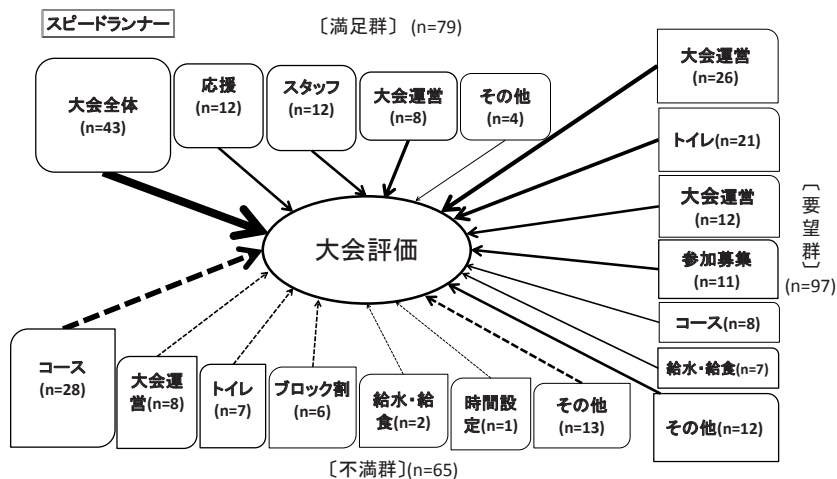 スピードランナー
〔満足群〕 (n=79)
大会全体
(n=43)
応援
(n=12)
スタッフ
(n=12)
大会運営
(n=8)
その他
(n=4)
大会運営
(n=26)
トイレ(n=21)
大会運営
(n=12)
参加募集
(n=11)
コース(n=8)
給水・給食(n=7)
その他(n=12)
〔要望群〕
(n=97)
大会評価
コース
(n=28)
大会運
営(n=8)
トイレ
(n=7)
ブロック割
(n=6)
給水・給
食(n=2)
時間設
定(n=1)
その他
(n=13)
〔不満群〕(n=65)